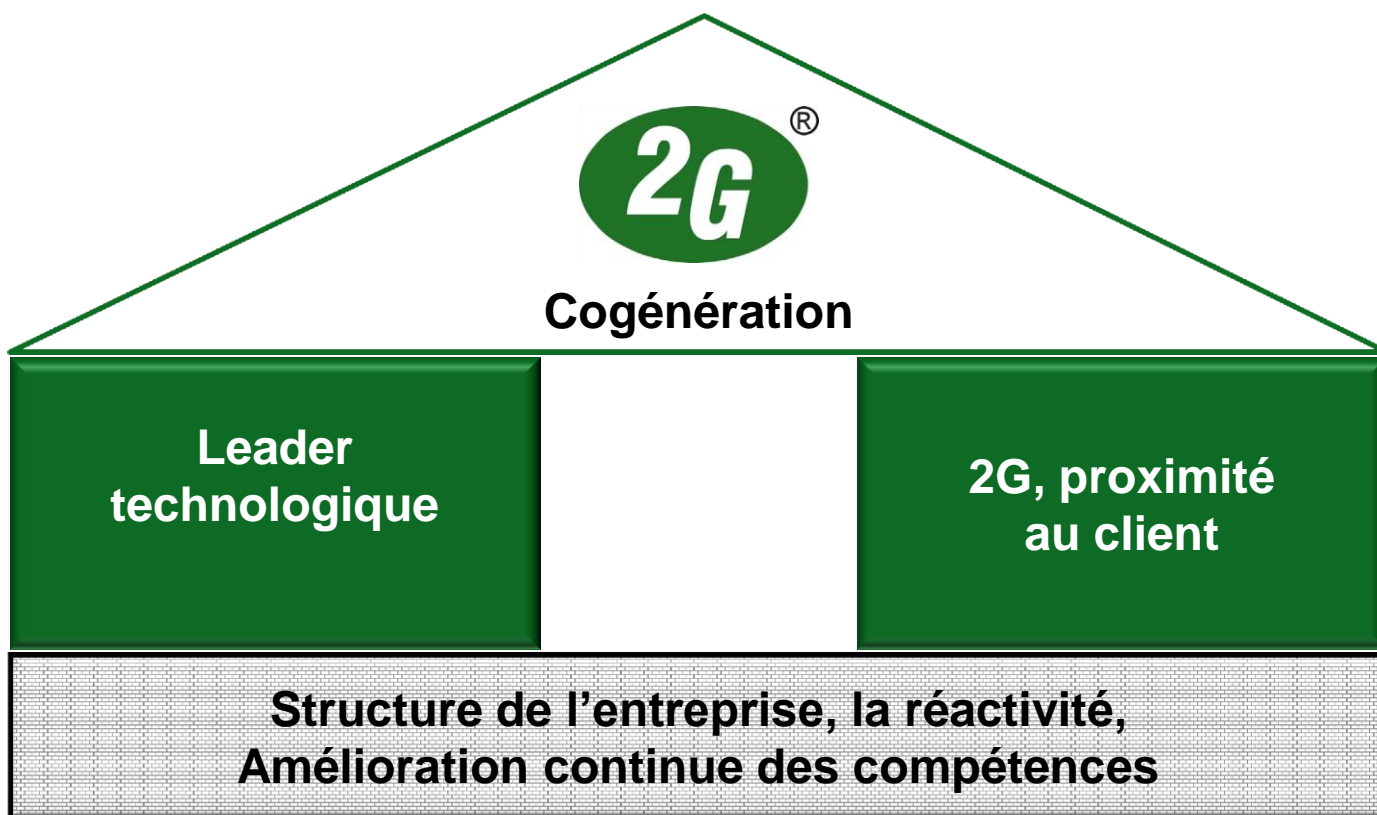 2G ®
Cogénération
Leader
technologique
2G, proximité
au client
Structure de l’entreprise, la réactivité,
Amélioration continue des compétences